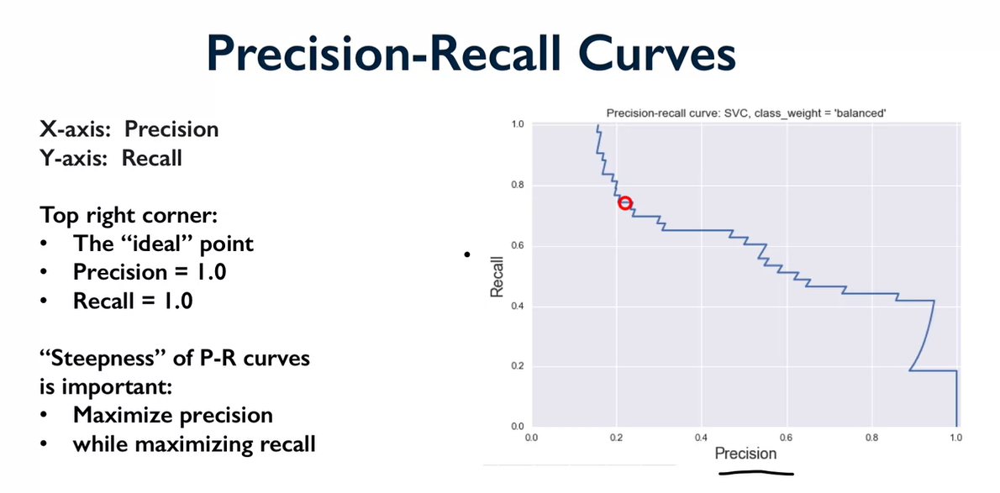 Precision-Recall Curves
X-axis: Precision
Y-axis: Recall
Top right corner:
• The “ideal” point
• Precision = 1.0
• Recall = 1.0
“Steepness” of P-R curves
is important:
• Maximize precision
• while maximizing recall
•
Precision-recall curve: SVC, class_weight = 'balanced'
1.0
0.8
0.6
0.4
0.2
0.0
Recall
0.0 0.2 0.4 0.6 0.8 1.0
Precision